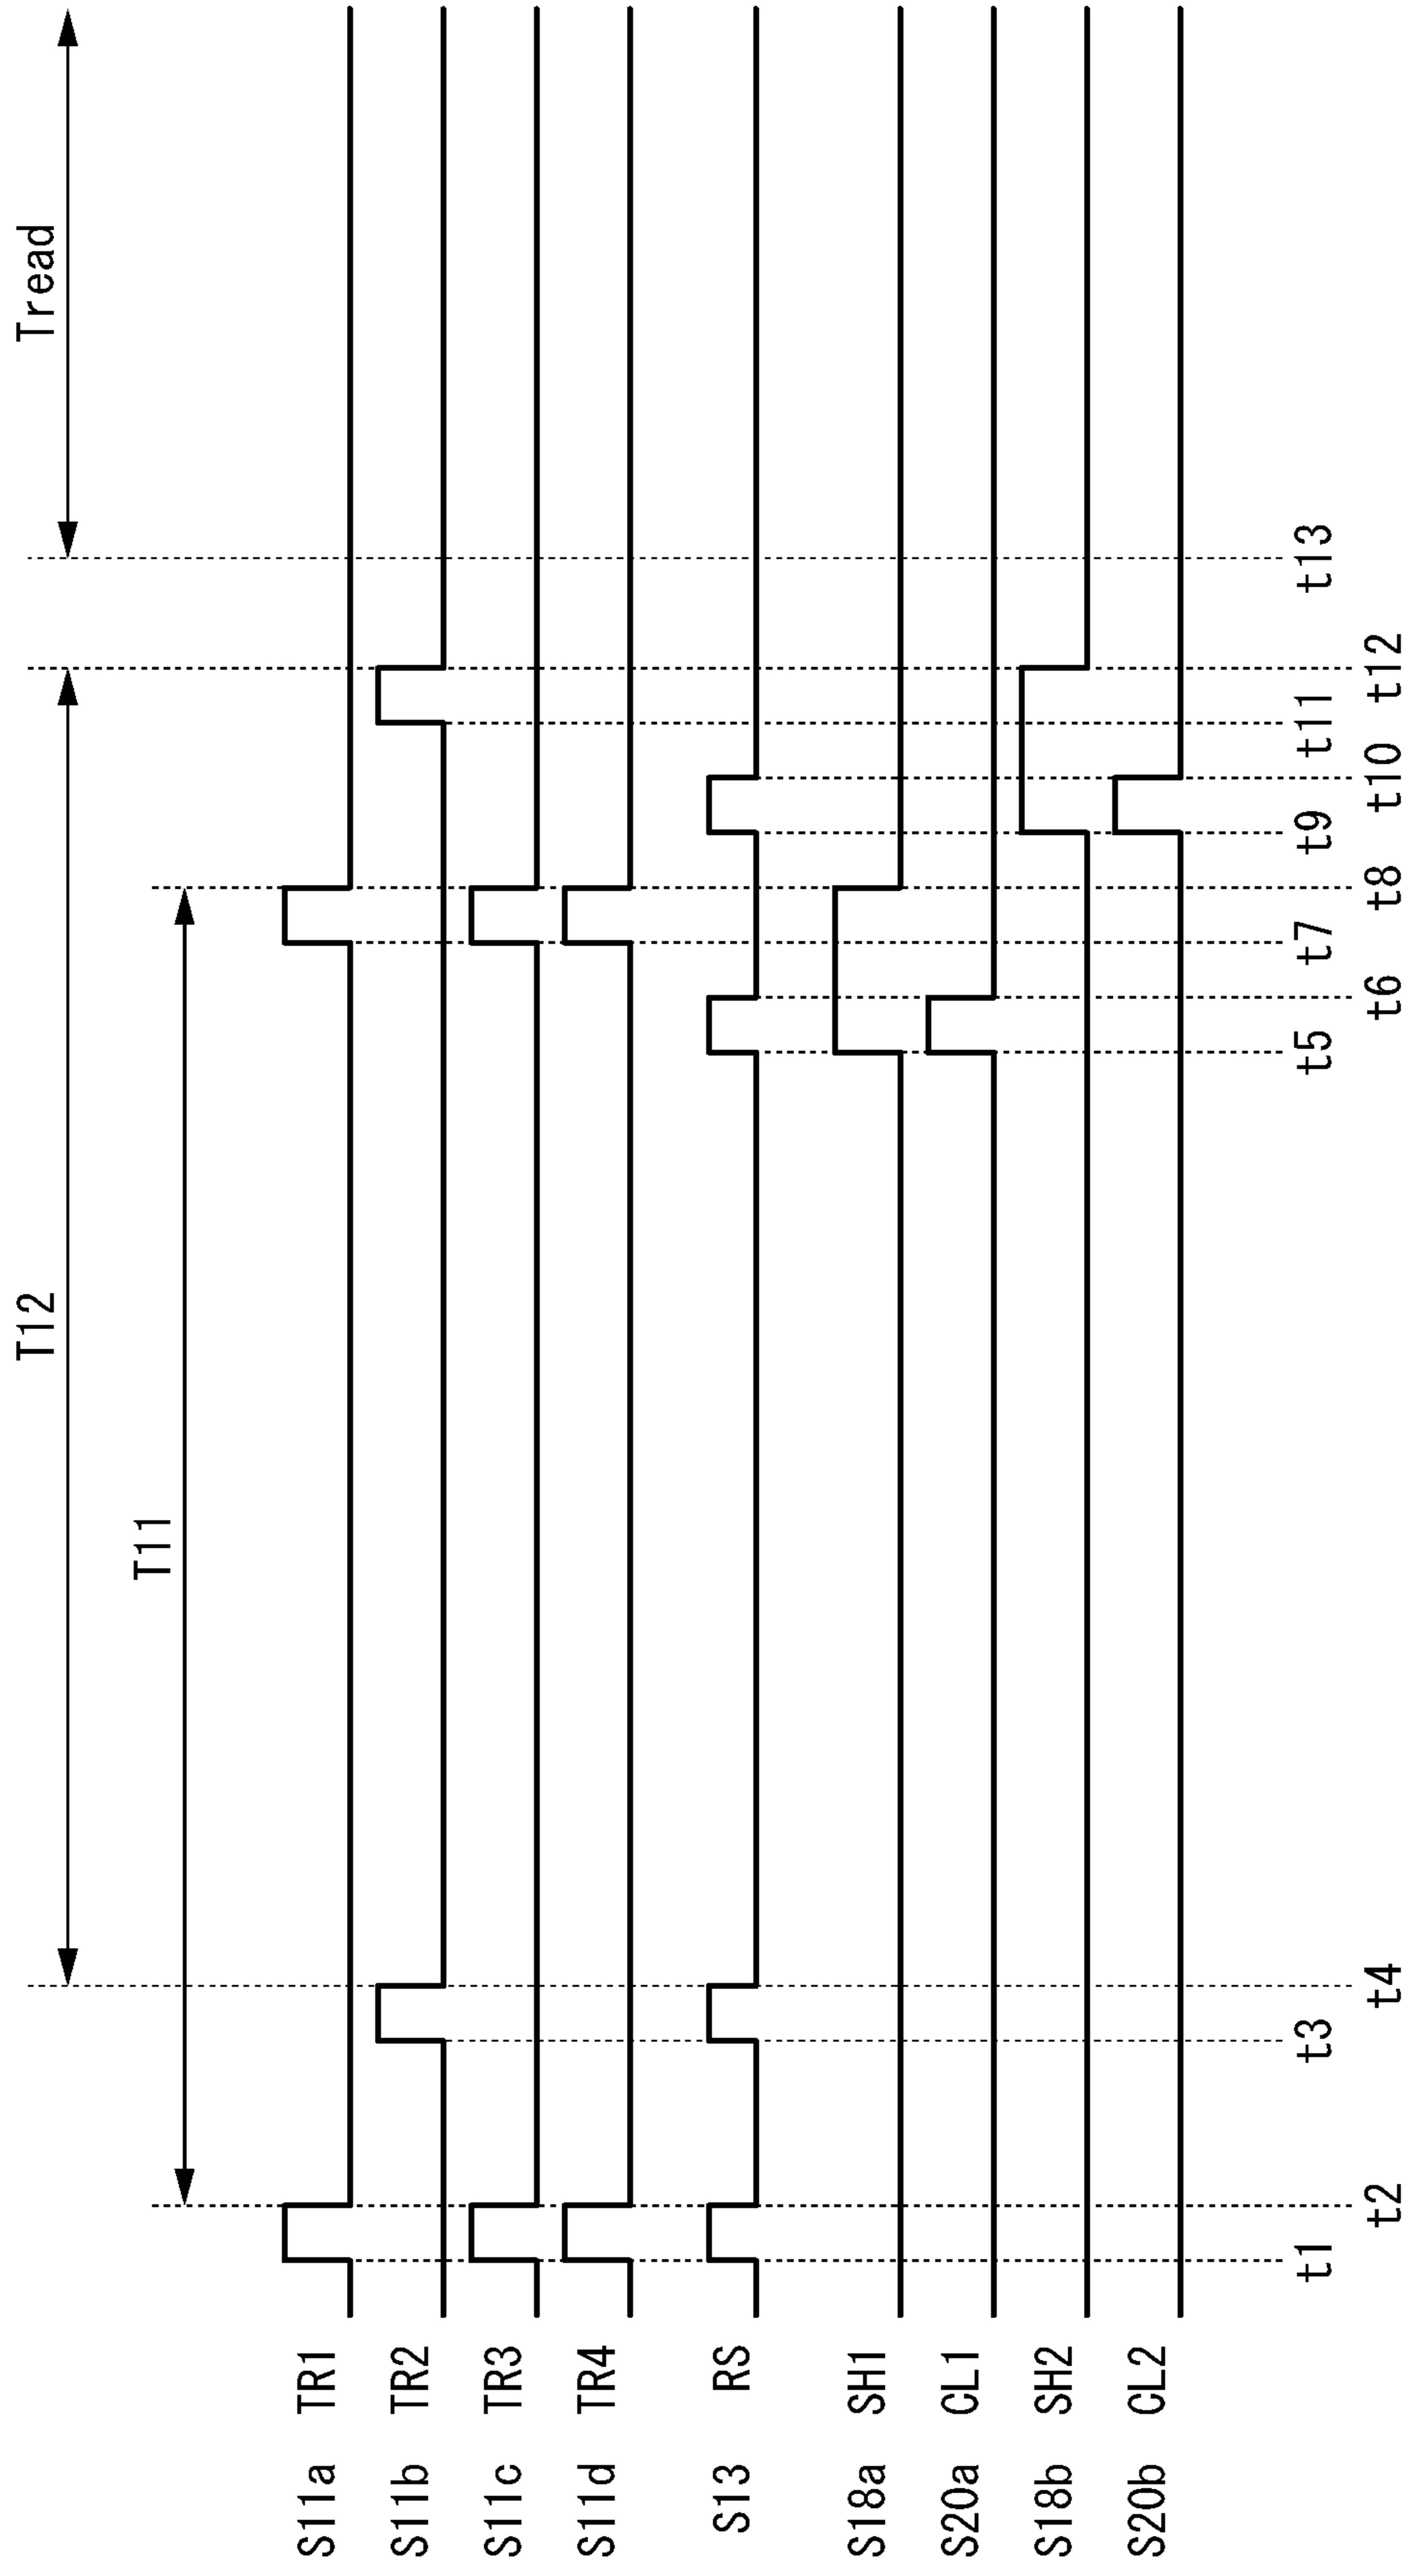 T12
Tread
T11
S11a TR1
S11b TR2
S11c TR3
S11d TR4
S13 RS
S18a SH1
S20a CL1
S18b SH2
S20b CL2
t1 t3 t5 t7 t9 t11 t13
t2 t4 t6 t8 t10 t12